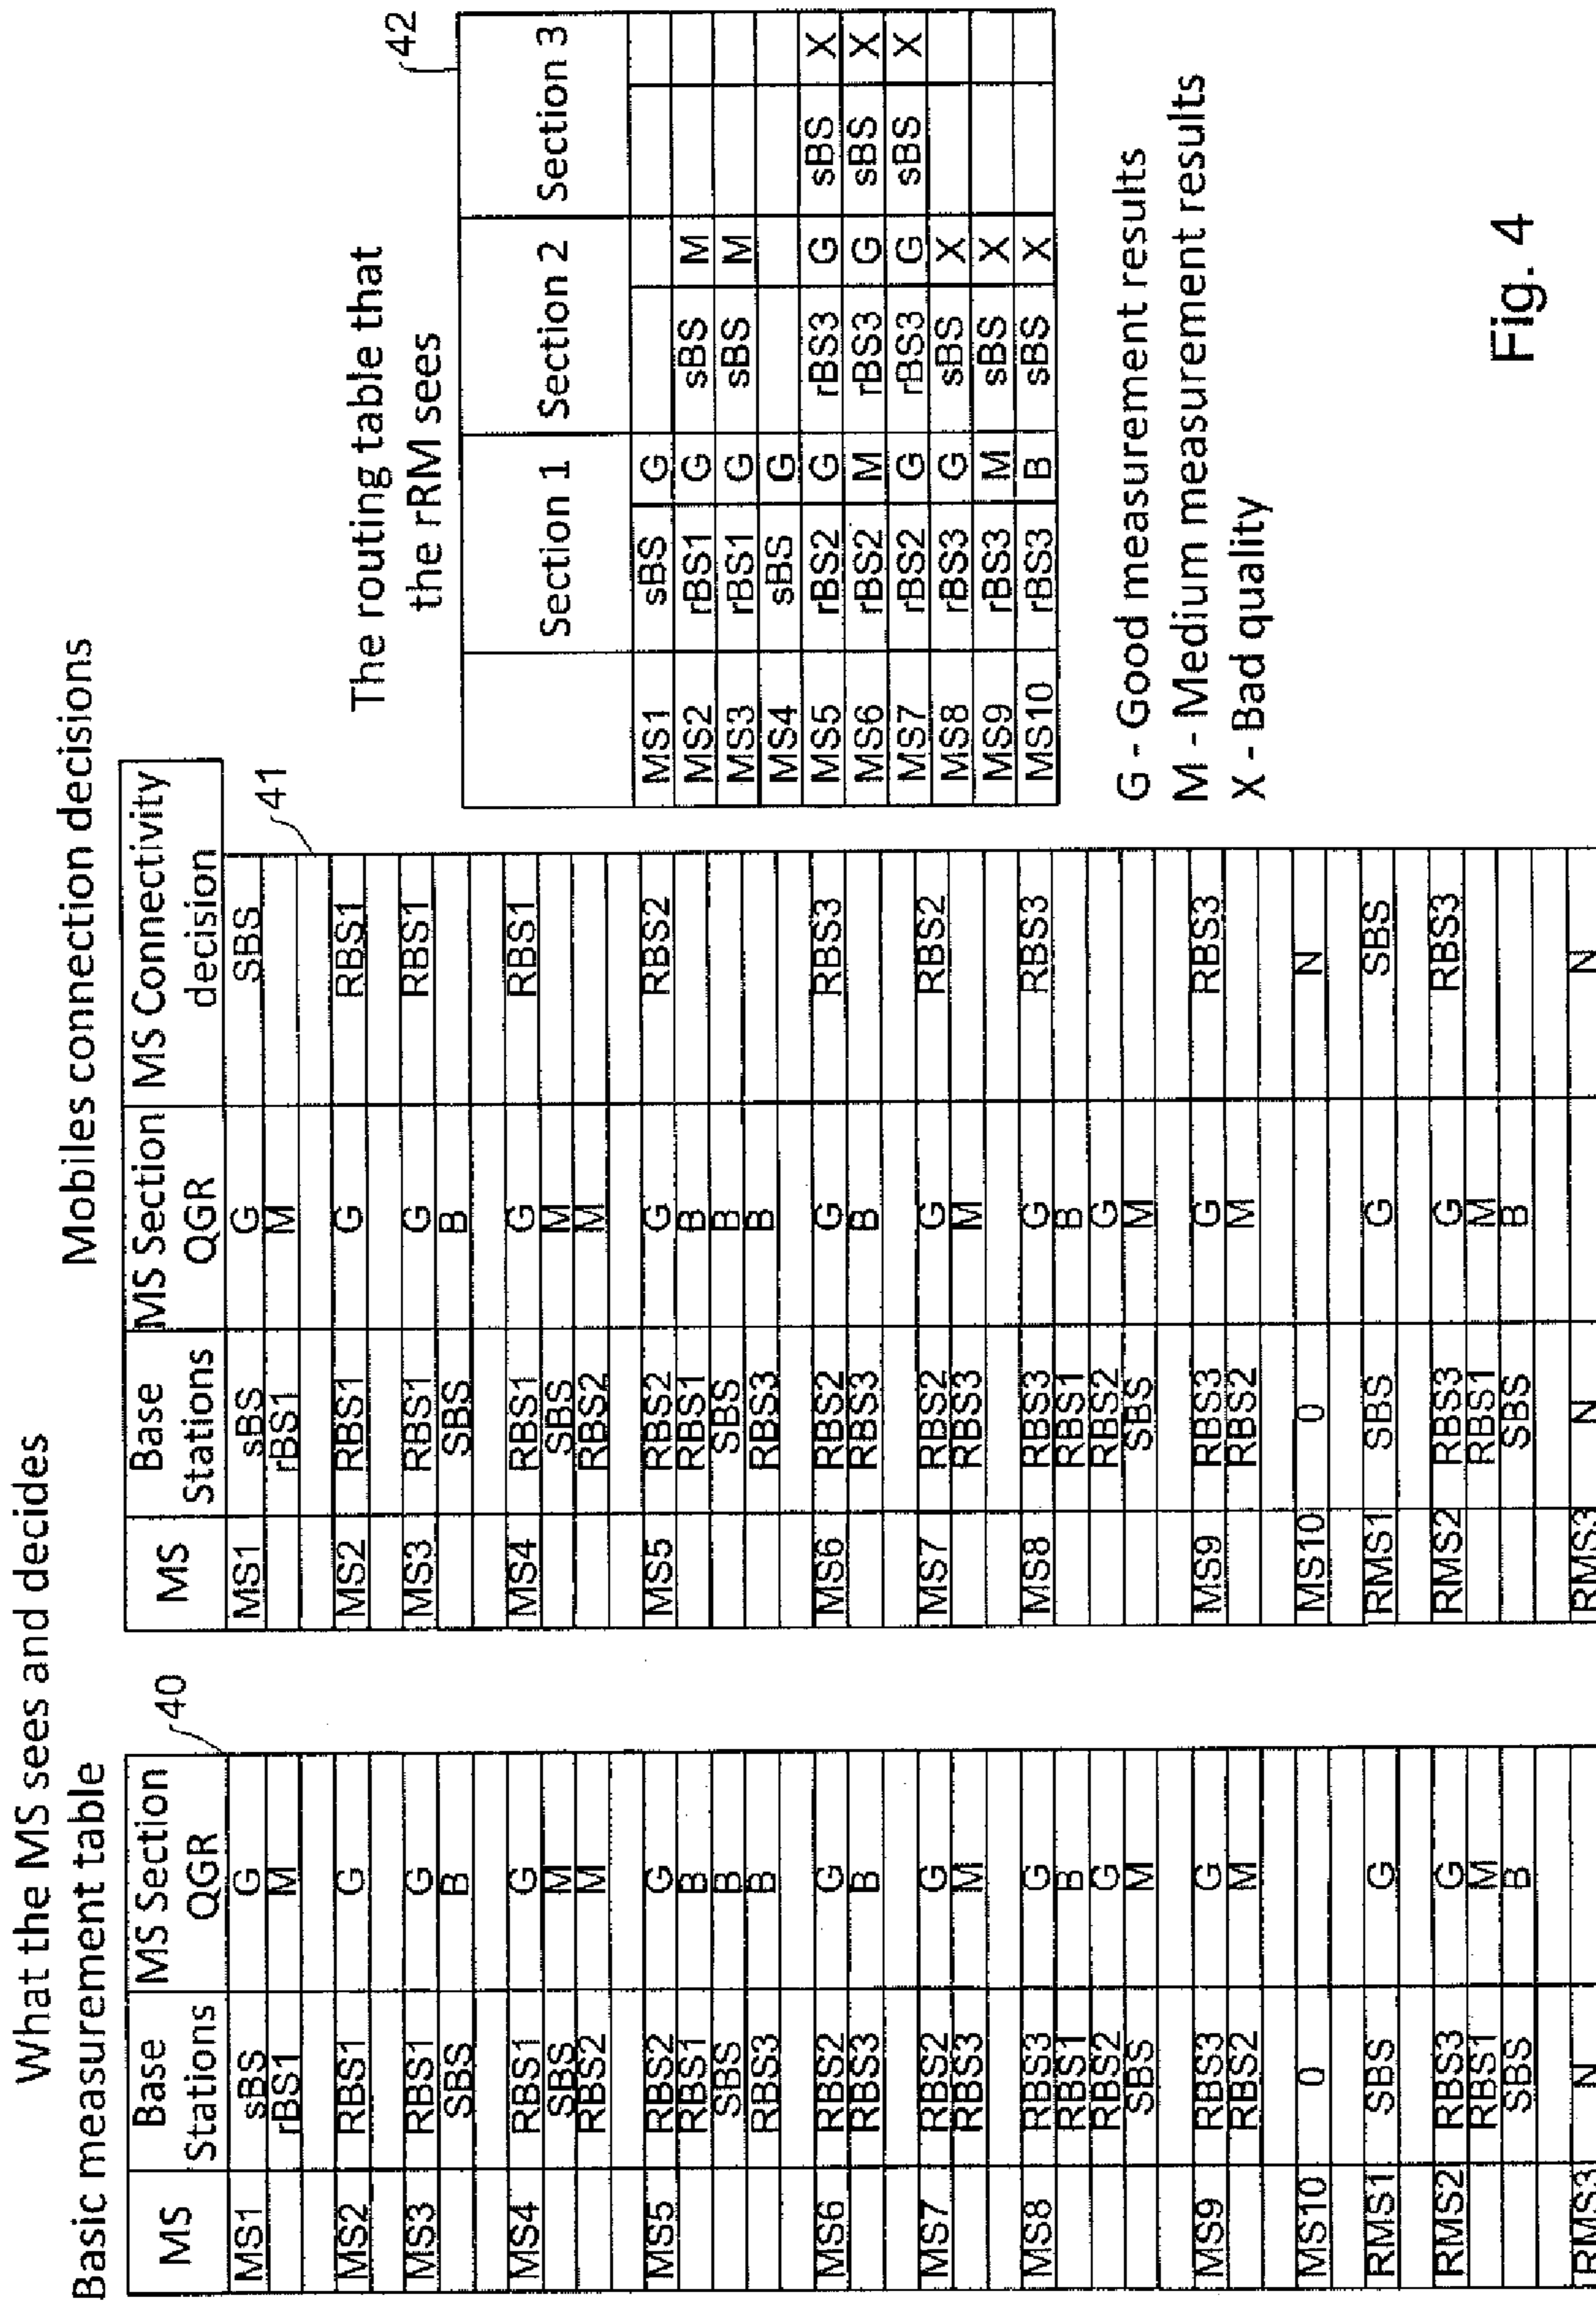 What the MS sees and decides
Basic measurement table
40
MS Base Stations MS Section QGR
MS1 sBS G
rBS1 M
MS2 RBS1 G
MS3 RBS1 G
SBS B
MS4 RBS1 G
SBS M
RBS2 M
MS5 RBS2 G
RBS1 B
SBS B
RBS3 B
MS6 RBS2 G
RBS3 B
MS7 RBS2 G
RBS3 M
MS8 RBS3 G
RBS1 B
RBS2 G
SBS M
MS9 RBS3 G
RBS2 M
MS10 0
RMS1 SBS G
RMS2 RBS3 G
RBS1 M
SBS B
RMS3 N
Mobiles connection decisions
41
MS Base Stations MS Section QGR MS Connectivity decision
MS1 sBS G SBS
rBS1 M
MS2 RBS1 G RBS1
MS3 RBS1 G RBS1
SBS B
MS4 RBS1 G RBS1
SBS M
RBS2 M
MS5 RBS2 G RBS2
RBS1 B
SBS B
RBS3 B
MS6 RBS2 G RBS3
RBS3 B
MS7 RBS2 G RBS2
RBS3 M
MS8 RBS3 G RBS3
RBS1 B
RBS2 G
SBS M
MS9 RBS3 G RBS3
RBS2 M
MS10 0 N
RMS1 SBS G SBS
RMS2 RBS3 G RBS3
RBS1 M
SBS B
RMS3 N N
The routing table that
the rRM sees
42
Section 1 Section 2 Section 3
MS1 sBS G
MS2 rBS1 G sBS M
MS3 rBS1 G sBS M
MS4 sBS G
MS5 rBS2 G rBS3 G sBS X
MS6 rBS2 M rBS3 G sBS X
MS7 rBS2 G rBS3 G sBS X
MS8 rBS3 G sBS X
MS9 rBS3 M sBS X
MS10 rBS3 B sBS X
G - Good measurement results
M - Medium measurement results
X - Bad quality
Fig. 4